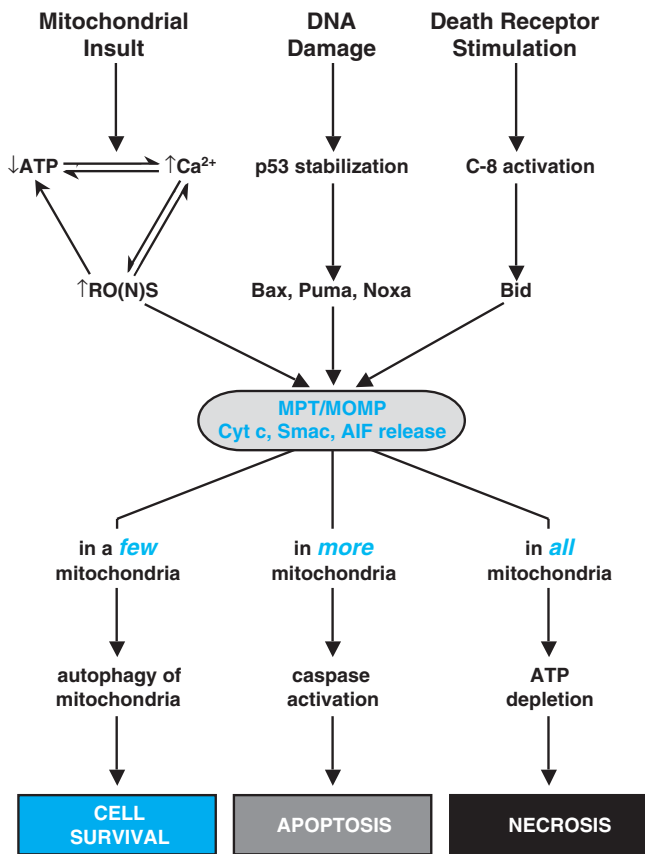 Mitochondrial
Insult
DNA
Damage
Death Receptor
Stimulation
↓ATP
↑Ca²⁺
p53 stabilization
C-8 activation
↑RO(N)S
Bax, Puma, Noxa
Bid
MPT/MOMP
Cyt c, Smac, AIF release
in a few
mitochondria
in more
mitochondria
in all
mitochondria
autophagy of
mitochondria
caspase
activation
ATP
depletion
CELL
SURVIVAL
APOPTOSIS
NECROSIS